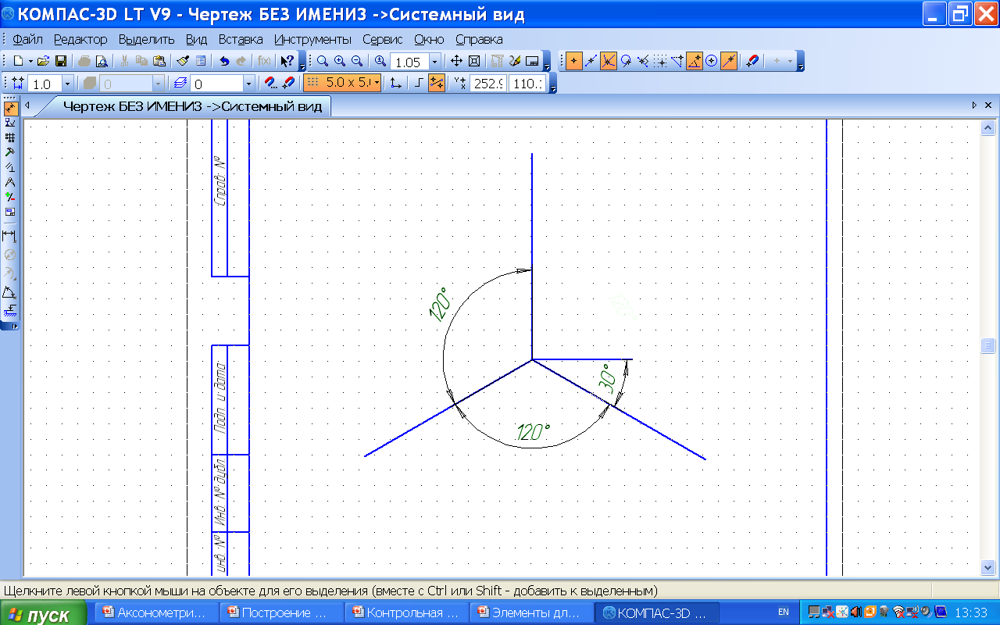 КОМПАС-3D LT V9 - Чертеж БЕЗ ИМЕНИ3 ->Системный вид
Файл Редактор Выделить Вид Вставка Инструменты Сервис Окно Справка
f(x) 1.05
1.0 0 0 5.0 x 5.( 252.9 110.:
Чертеж БЕЗ ИМЕНИ3 ->Системный вид
Справ. №
120°
30°
120°
Подп. и дата
Инв. № дубл.
инв. №
Щелкните левой кнопкой мыши на объекте для его выделения (вместе с Ctrl или Shift - добавить к выделенным)
пуск Аксонометри... Построение ... Контрольная ... Элементы дл... КОМПАС-3D ... EN 13:33